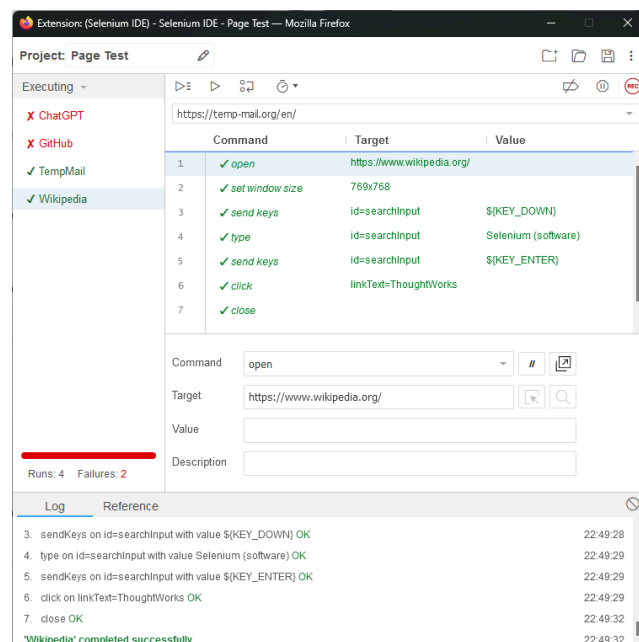 Extension: (Selenium IDE) - Selenium IDE - Page Test — Mozilla Firefox
Project: Page Test
Executing
✗ ChatGPT
✗ GitHub
✓ TempMail
✓ Wikipedia
Runs: 4 Failures: 2
REC
https://temp-mail.org/en/
Command Target Value
1 ✓ open https://www.wikipedia.org/
2 ✓ set window size 769x768
3 ✓ send keys id=searchInput ${KEY_DOWN}
4 ✓ type id=searchInput Selenium (software)
5 ✓ send keys id=searchInput ${KEY_ENTER}
6 ✓ click linkText=ThoughtWorks
7 ✓ close
Command open //
Target https://www.wikipedia.org/
Value
Description
Log Reference
3. sendKeys on id=searchInput with value ${KEY_DOWN} OK 22:49:28
4. type on id=searchInput with value Selenium (software) OK 22:49:29
5. sendKeys on id=searchInput with value ${KEY_ENTER} OK 22:49:29
6. click on linkText=ThoughtWorks OK 22:49:29
7. close OK 22:49:32
'Wikipedia' completed successfully 22:49:32